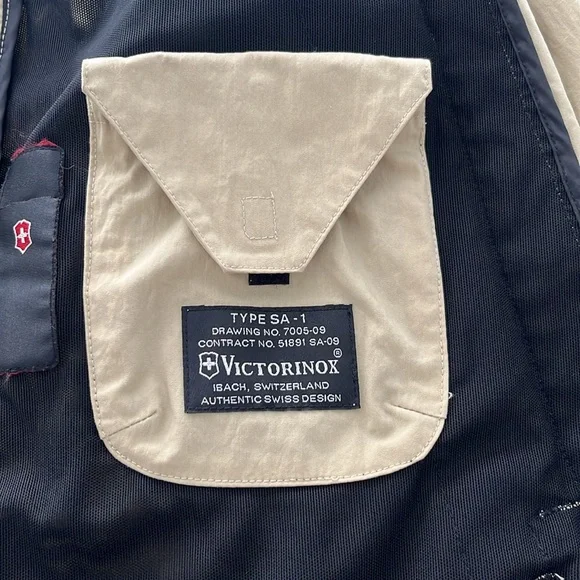 TYPE SA-1
DRAWING NO. 7005-09
CONTRACT NO. 51891 SA-09
VICTORINOX®
IBACH, SWITZERLAND
AUTHENTIC SWISS DESIGN